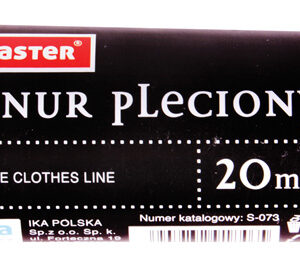 ASTER®
NUR PLECIONY
E CLOTHES LINE
20m
a IKA POLSKA Numer katalogowy: S-073
Sp.z o.o. Sp. k.
ul. Forteczna 19